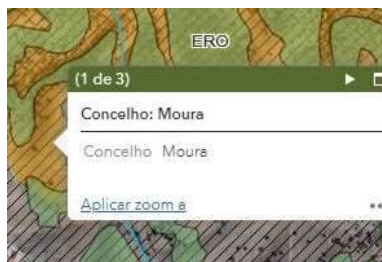 ERO
(1 de 3)
Concelho: Moura
Concelho Moura
Aplicar zoom a